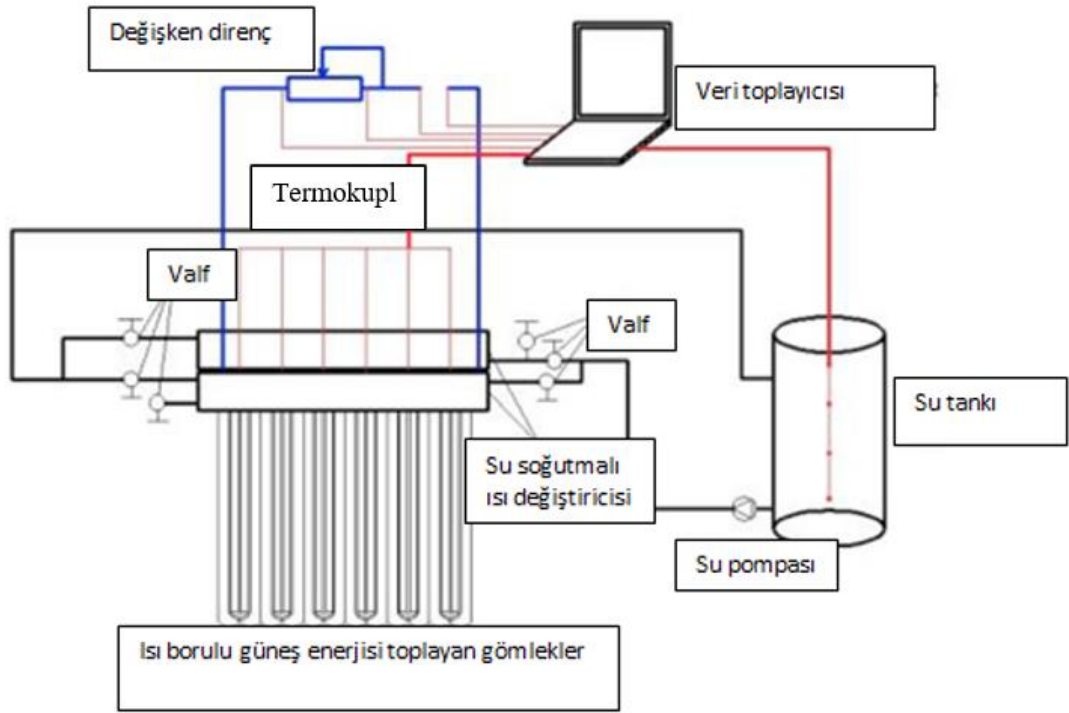 Değişken direnç
Veri toplayıcısı
Termokupl
Valf
Valf
Su tankı
Su soğutmalı
ısı değiştiricisi
Su pompası
Isı borulu güneş enerjisi toplayan gömlekler